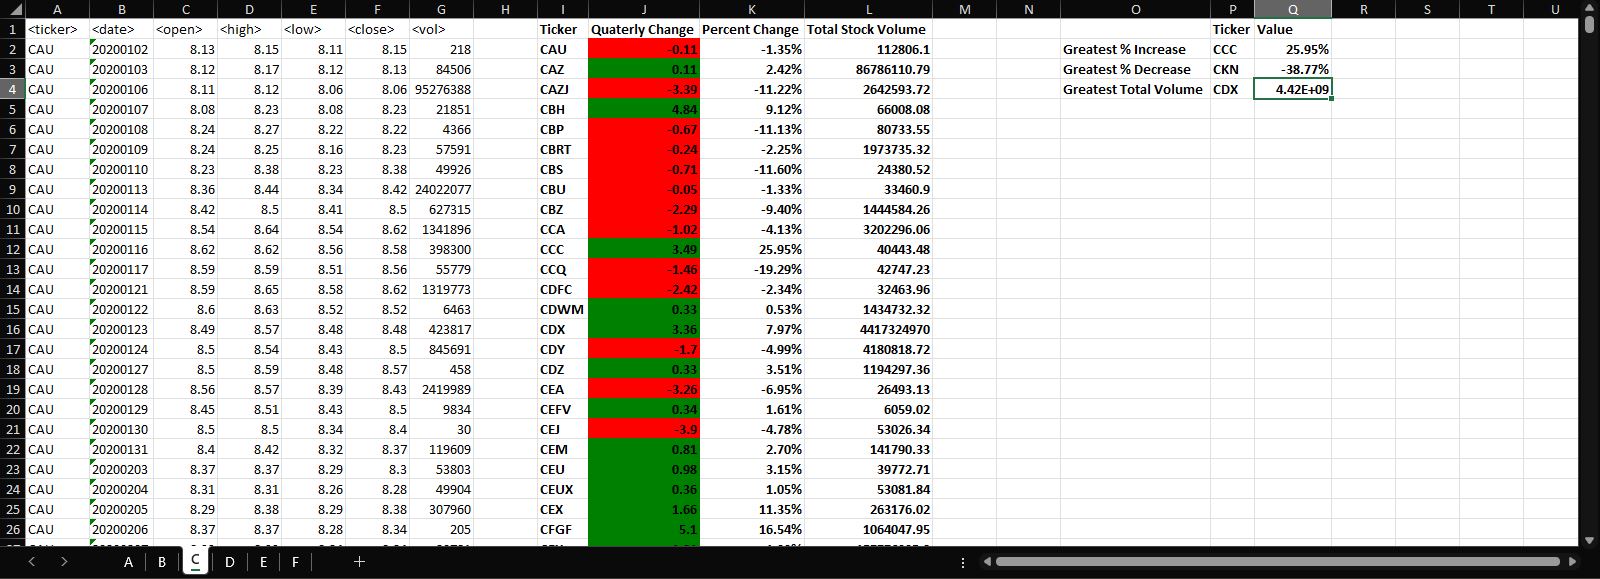 A B C D E F G H I J K L M N O P Q R S T U
1 <ticker> <date> <open> <high> <low> <close> <vol> Ticker Quaterly Change Percent Change Total Stock Volume Ticker Value
2 CAU 20200102 8.13 8.15 8.11 8.15 218 CAU -0.11 -1.35% 112806.1 Greatest % Increase CCC 25.95%
3 CAU 20200103 8.12 8.17 8.12 8.13 84506 CAZ 0.11 2.42% 86786110.79 Greatest % Decrease CKN -38.77%
4 CAU 20200106 8.11 8.12 8.06 8.06 95276388 CAZJ -3.39 -11.22% 2642593.72 Greatest Total Volume CDX 4.42E+09
5 CAU 20200107 8.08 8.23 8.08 8.23 21851 CBH 4.84 9.12% 66008.08
6 CAU 20200108 8.24 8.27 8.22 8.22 4366 CBP -0.67 -11.13% 80733.55
7 CAU 20200109 8.24 8.25 8.16 8.23 57591 CBRT -0.24 -2.25% 1973735.32
8 CAU 20200110 8.23 8.38 8.23 8.38 49926 CBS -0.71 -11.60% 24380.52
9 CAU 20200113 8.36 8.44 8.34 8.42 24022077 CBU -0.05 -1.33% 33460.9
10 CAU 20200114 8.42 8.5 8.41 8.5 627315 CBZ -2.29 -9.40% 1444584.26
11 CAU 20200115 8.54 8.64 8.54 8.62 1341896 CCA -1.02 -4.13% 3202296.06
12 CAU 20200116 8.62 8.62 8.56 8.58 398300 CCC 3.49 25.95% 40443.48
13 CAU 20200117 8.59 8.59 8.51 8.56 55779 CCQ -1.46 -19.29% 42747.23
14 CAU 20200121 8.59 8.65 8.58 8.62 1319773 CDFC -2.42 -2.34% 32463.96
15 CAU 20200122 8.6 8.63 8.52 8.52 6463 CDWM 0.33 0.53% 1434732.32
16 CAU 20200123 8.49 8.57 8.48 8.48 423817 CDX 3.36 7.97% 4417324970
17 CAU 20200124 8.5 8.54 8.43 8.5 845691 CDY -1.7 -4.99% 4180818.72
18 CAU 20200127 8.5 8.59 8.48 8.57 458 CDZ 0.33 3.51% 1194297.36
19 CAU 20200128 8.56 8.57 8.39 8.43 2419989 CEA -3.26 -6.95% 26493.13
20 CAU 20200129 8.45 8.51 8.43 8.5 9834 CEFV 0.34 1.61% 6059.02
21 CAU 20200130 8.5 8.5 8.34 8.4 30 CEJ -3.9 -4.78% 53026.34
22 CAU 20200131 8.4 8.42 8.32 8.37 119609 CEM 0.81 2.70% 141790.33
23 CAU 20200203 8.37 8.37 8.29 8.3 53803 CEU 0.98 3.15% 39772.71
24 CAU 20200204 8.31 8.31 8.26 8.28 49904 CEUX 0.36 1.05% 53081.84
25 CAU 20200205 8.29 8.38 8.29 8.38 307960 CEX 1.66 11.35% 263176.02
26 CAU 20200206 8.37 8.37 8.28 8.34 205 CFGF 5.1 16.54% 1064047.95
A B C D E F